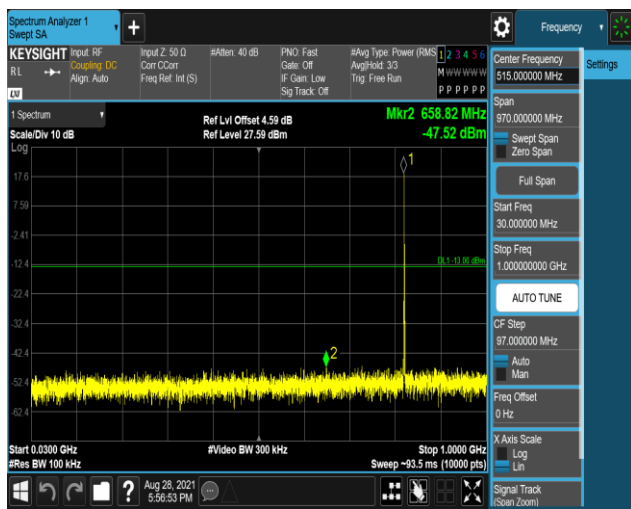 Spectrum Analyzer 1
Swept SA
+
Frequency
KEYSIGHT
Input: RF
Input Z: 50 Ω
#Atten: 40 dB
PNO: Fast
#Avg Type: Power (RMS
1 2 3 4 5 6
RL
Coupling: DC
Corr CCorr
Gate: Off
Avg|Hold: 3/3
M W W W W W
Align: Auto
Freq Ref: Int (S)
IF Gain: Low
Trig: Free Run
Sig Track: Off
P P P P P P
LXI
1 Spectrum
Scale/Div 10 dB
Ref Lvl Offset 4.59 dB
Ref Level 27.59 dBm
Mkr2 658.82 MHz
-47.52 dBm
Log
17.6
7.59
-2.41
-12.4
-22.4
-32.4
-42.4
-52.4
-62.4
1
DL1 -13.00 dBm
2
Start 0.0300 GHz
#Video BW 300 kHz
Stop 1.0000 GHz
#Res BW 100 kHz
Sweep ~93.5 ms (10000 pts)
?
Aug 28, 2021
5:56:53 PM
Center Frequency
515.000000 MHz
Settings
Span
970.000000 MHz
Swept Span
Zero Span
Full Span
Start Freq
30.000000 MHz
Stop Freq
1.000000000 GHz
AUTO TUNE
CF Step
97.000000 MHz
Auto
Man
Freq Offset
0 Hz
X Axis Scale
Log
Lin
Signal Track
(Span Zoom)